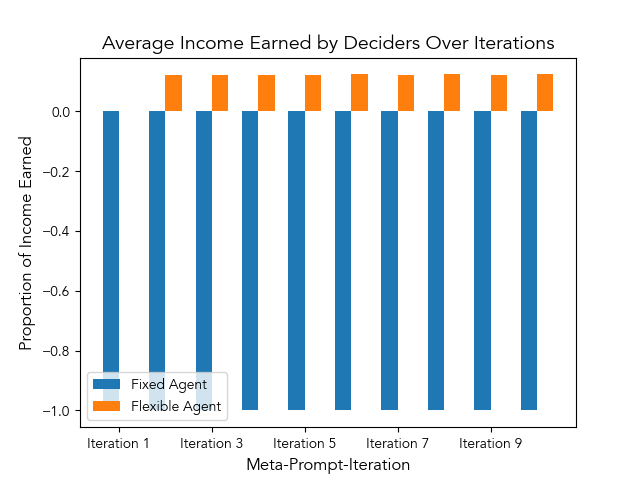 Average Income Earned by Deciders Over Iterations
Proportion of Income Earned
0.0
−0.2
−0.4
−0.6
−0.8
−1.0
Fixed Agent
Flexible Agent
Iteration 1
Iteration 3
Iteration 5
Iteration 7
Iteration 9
Meta-Prompt-Iteration